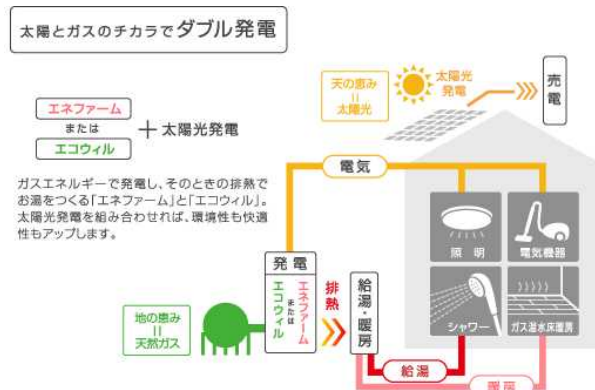 太陽とガスのチカラでダブル発電
エネファーム
または
エコウィル
＋太陽光発電
ガスエネルギーで発電し、そのときの排熱で
お湯をつくる「エネファーム」と「エコウィル」。
太陽光発電を組み合わせれば、環境性も快適
性もアップします。
天の恵み
||
太陽光
太陽光
発電
売電
電気
照明
電気機器
シャワー
ガス温水床暖房
発電
エネファーム
または
エコウィル
排熱
給湯・暖房
地の恵み
||
天然ガス
給湯
暖房